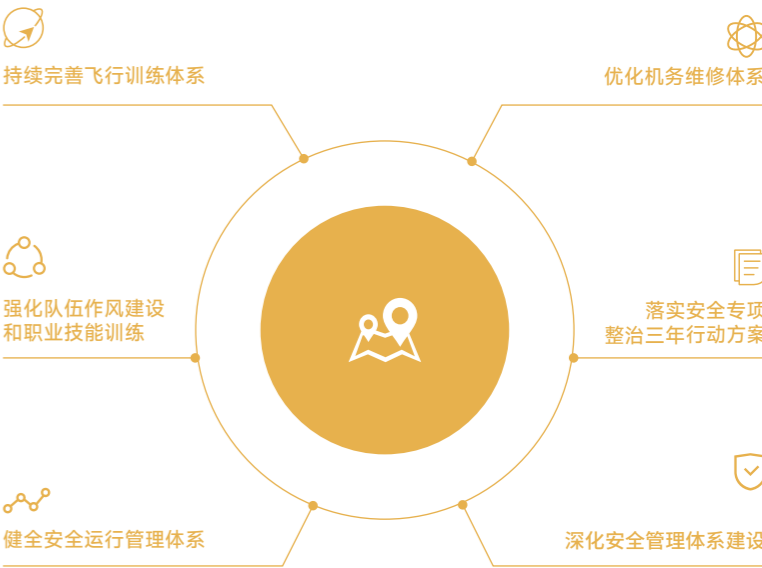 持续完善飞行训练体系
优化机务维修体系
强化队伍作风建设
和职业技能训练
落实安全专项
整治三年行动方案
健全安全运行管理体系
深化安全管理体系建设